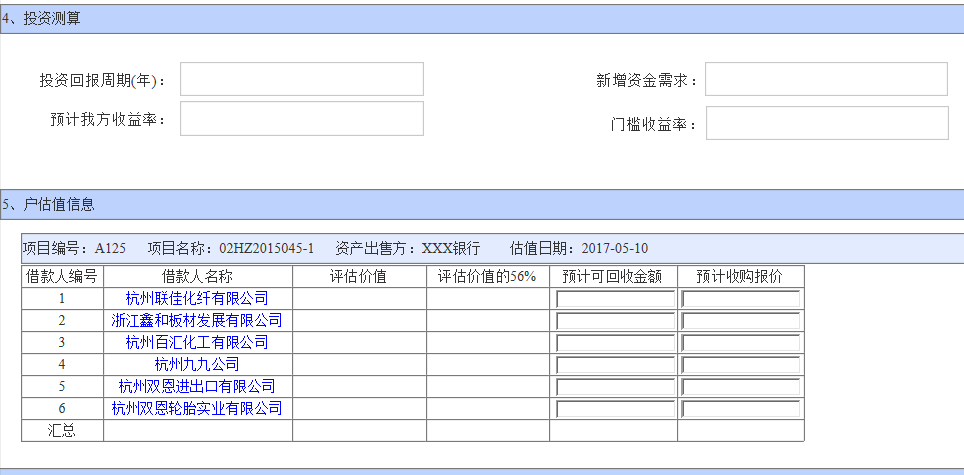 4、投资测算
投资回报周期(年)： 新增资金需求：
预计我方收益率： 门槛收益率：
5、户估值信息
项目编号：A125 项目名称：02HZ2015045-1 资产出售方：XXX银行 估值日期：2017-05-10
借款人编号 借款人名称 评估价值 评估价值的56% 预计可回收金额 预计收购报价
1 杭州联佳化纤有限公司
2 浙江鑫和板材发展有限公司
3 杭州百汇化工有限公司
4 杭州九九公司
5 杭州双恩进出口有限公司
6 杭州双恩轮胎实业有限公司
汇总